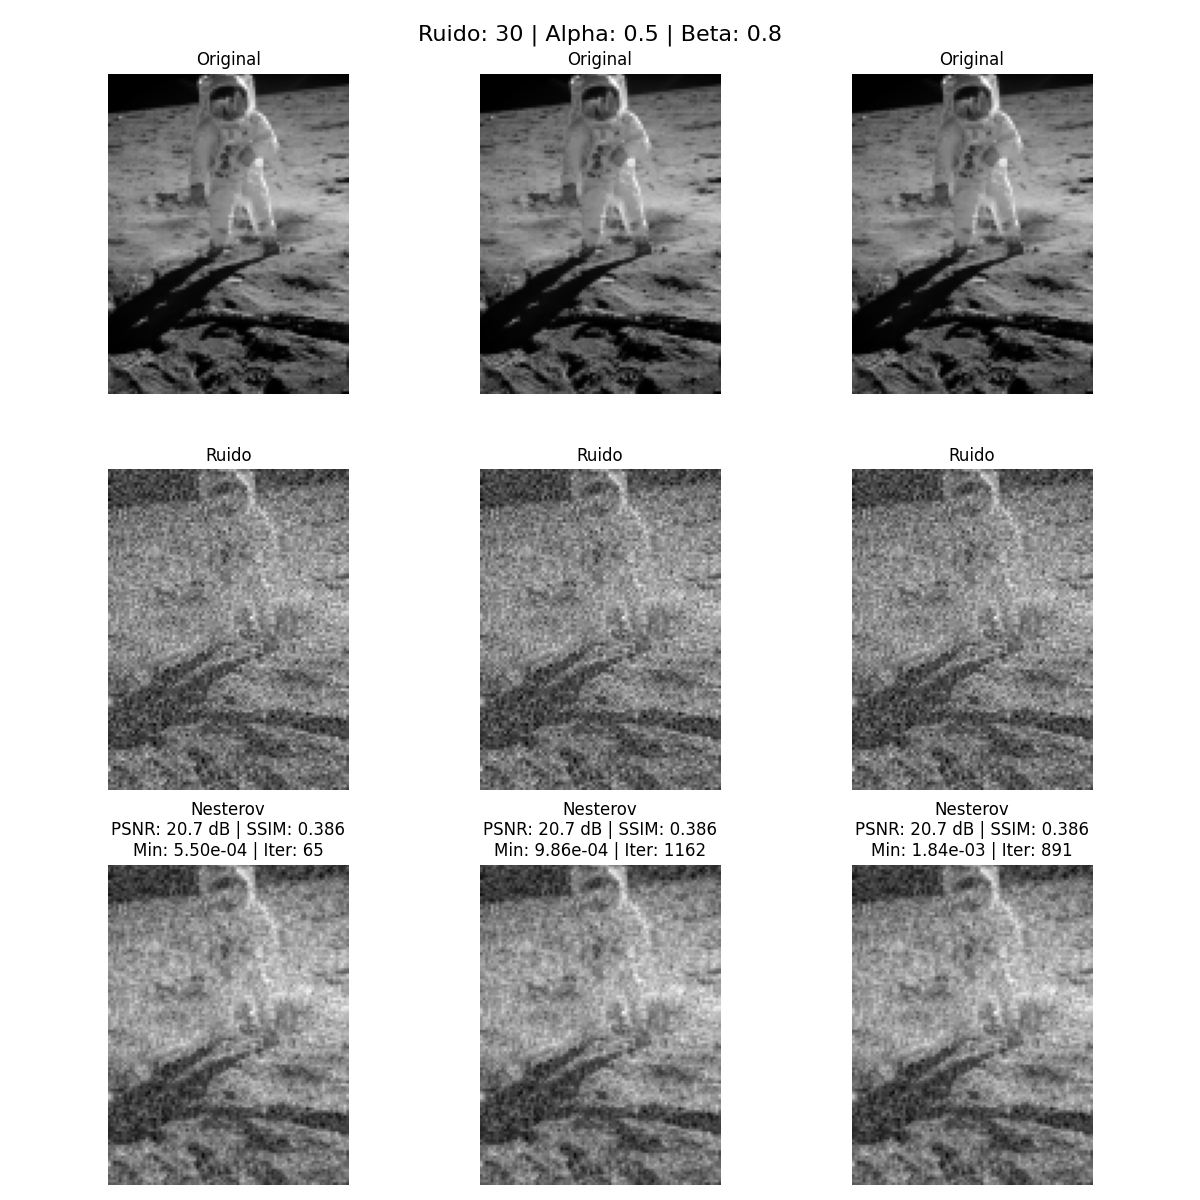 Ruido: 30 | Alpha: 0.5 | Beta: 0.8
Original
Original
Original
Ruido
Ruido
Ruido
Nesterov
PSNR: 20.7 dB | SSIM: 0.386
Min: 5.50e-04 | Iter: 65
Nesterov
PSNR: 20.7 dB | SSIM: 0.386
Min: 9.86e-04 | Iter: 1162
Nesterov
PSNR: 20.7 dB | SSIM: 0.386
Min: 1.84e-03 | Iter: 891